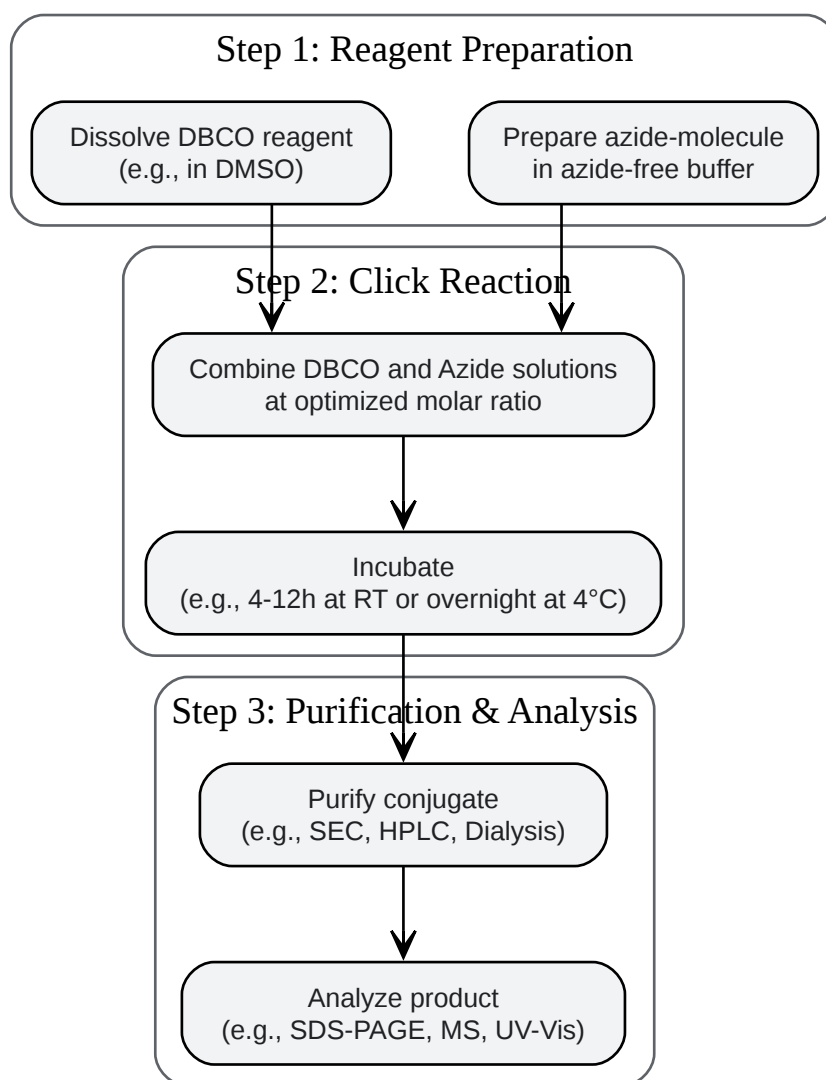 Step 1: Reagent Preparation
Dissolve DBCO reagent
(e.g., in DMSO)
Prepare azide-molecule
in azide-free buffer
Step 2: Click Reaction
Combine DBCO and Azide solutions
at optimized molar ratio
Incubate
(e.g., 4-12h at RT or overnight at 4°C)
Step 3: Purification & Analysis
Purify conjugate
(e.g., SEC, HPLC, Dialysis)
Analyze product
(e.g., SDS-PAGE, MS, UV-Vis)